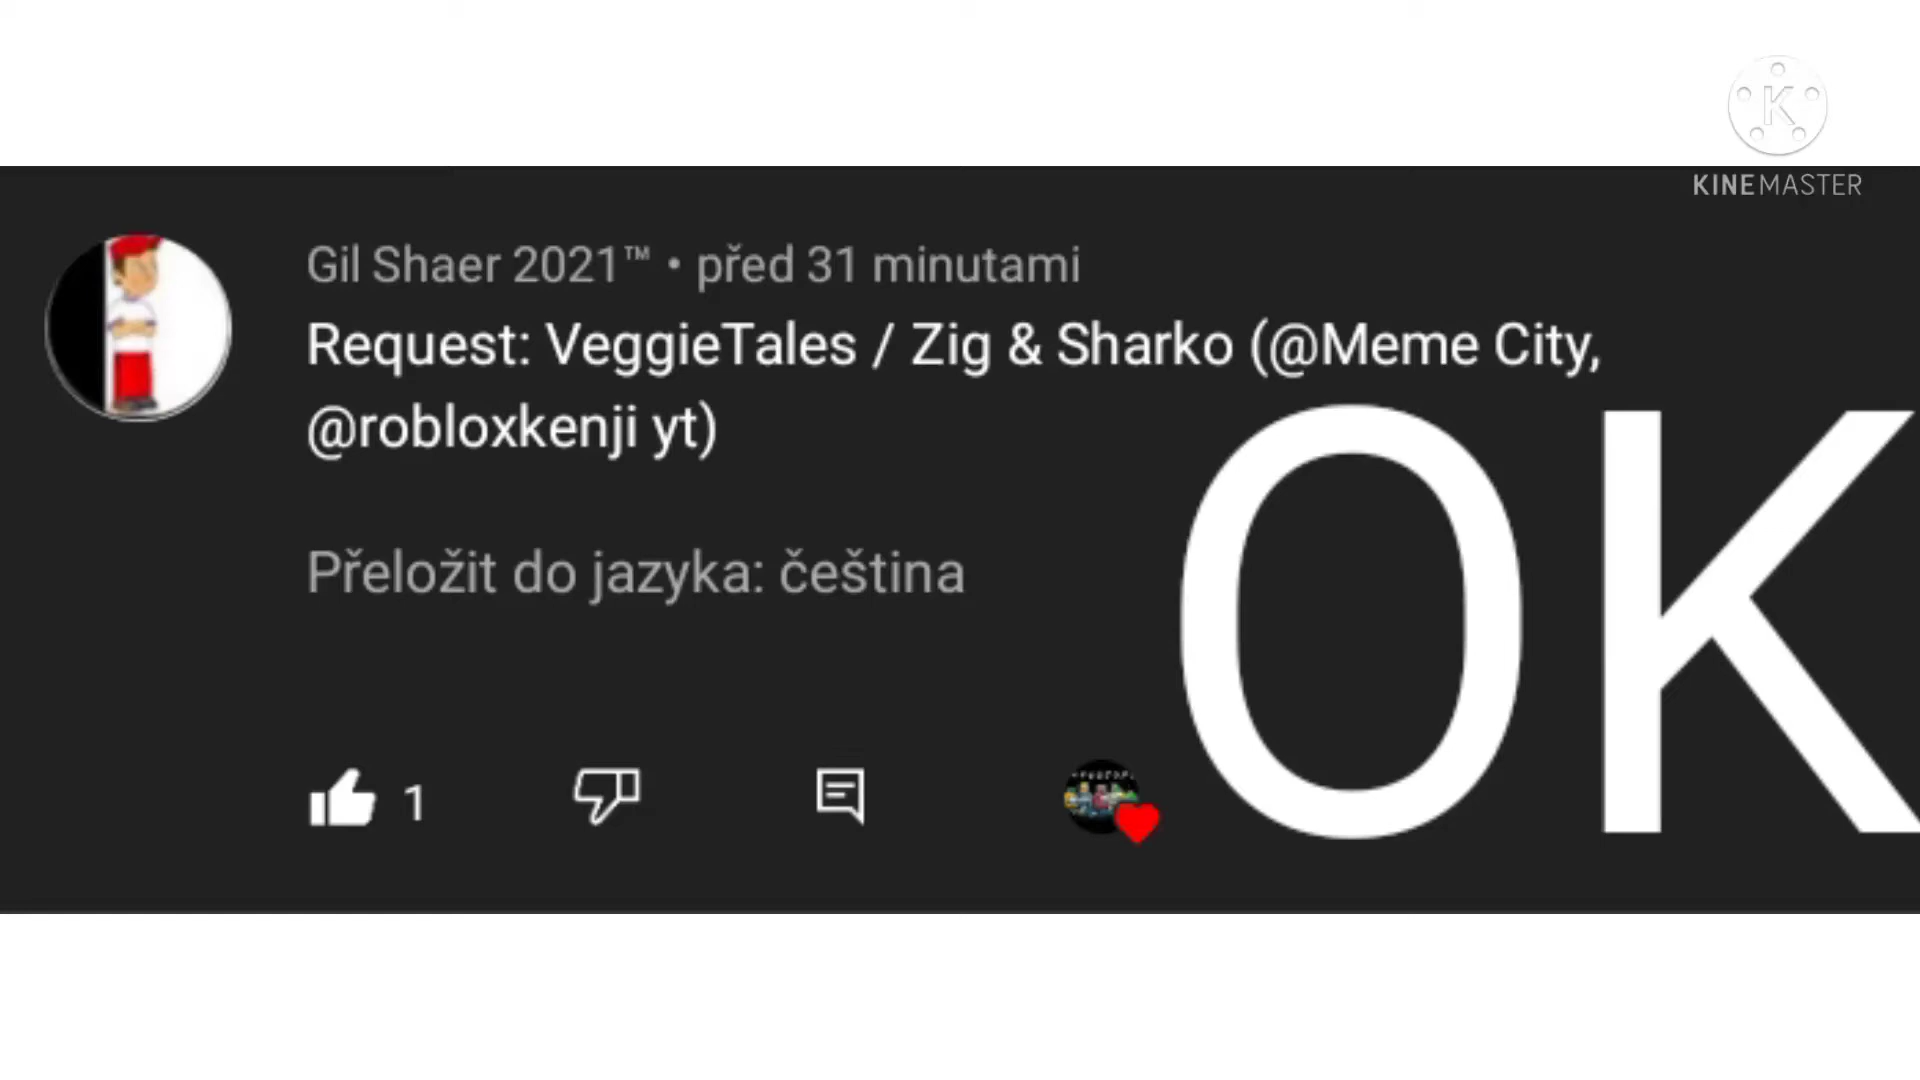 K
KINEMASTER
Gil Shaer 2021™ • před 31 minutami
Request: VeggieTales / Zig & Sharko (@Meme City,
@robloxkenji yt)
OK
Přeložit do jazyka: čeština
1